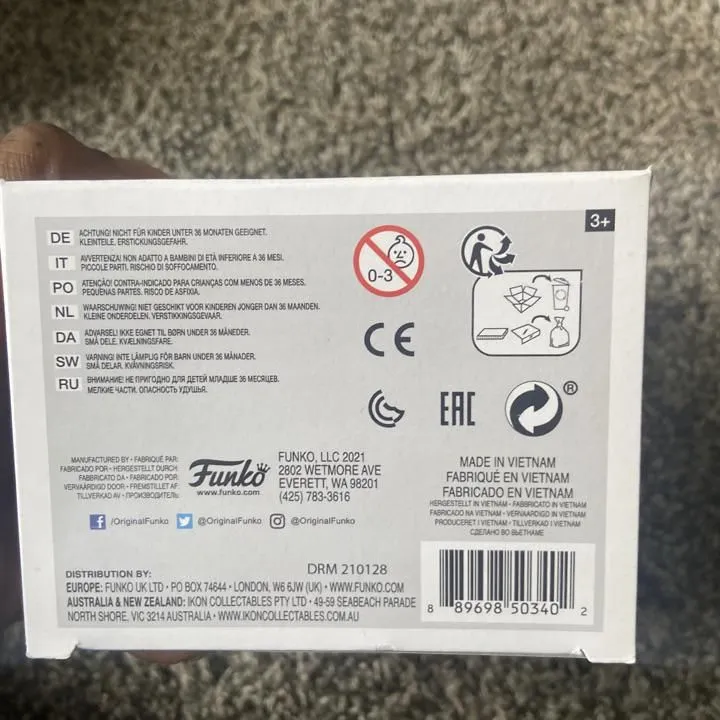 3+
DE ACHTUNG! NICHT FÜR KINDER UNTER 36 MONATEN GEEIGNET.
KLEINTEILE. ERSTICKUNGSGEFAHR.
IT AVVERTENZA! NON ADATTO A BAMBINI DI ETÀ INFERIORE A 36 MESI.
PICCOLE PARTI. RISCHIO DI SOFFOCAMENTO.
PO ATENÇÃO! CONTRA-INDICADO PARA CRIANÇAS COM MENOS DE 36 MESES.
PEQUENAS PARTES. RISCO DE ASFIXIA.
NL WAARSCHUWING! NIET GESCHIKT VOOR KINDEREN JONGER DAN 36 MAANDEN.
KLEINE ONDERDELEN. VERSTIKKINGSGEVAAR.
DA ADVARSEL! IKKE EGNET TIL BØRN UNDER 36 MÅNEDER.
SMÅ DELE. KVÆLNINGSFARE.
SW VARNING! INTE LÄMPLIG FÖR BARN UNDER 36 MÅNADER.
SMÅ DELAR. KVÄVNINGSRISK.
RU ВНИМАНИЕ! НЕ ПРИГОДНО ДЛЯ ДЕТЕЙ МЛАДШЕ 36 МЕСЯЦЕВ.
МЕЛКИЕ ЧАСТИ. ОПАСНОСТЬ УДУШЬЯ.
0-3
CE
EAC
®
MANUFACTURED BY • FABRIQUÉ PAR:
FABRICADO POR • HERGESTELLT DURCH:
FABBRICATO DA • FABRICADO POR:
VERVAARDIGD DOOR • FREMSTILLET AF:
TILLVERKAD AV • ПРОИЗВОДИТЕЛЬ:
Funko
www.funko.com
FUNKO, LLC 2021
2802 WETMORE AVE
EVERETT, WA 98201
(425) 783-3616
/OriginalFunko @OriginalFunko @OriginalFunko
MADE IN VIETNAM
FABRIQUÉ EN VIETNAM
FABRICADO EN VIETNAM
HERGESTELLT IN VIETNAM • FABBRICATO IN VIETNAM
FABRICADO NA VIETNAM • VERVAARDIGD IN VIETNAM
PRODUCERET I VIETNAM • TILLVERKAD I VIETNAM
СДЕЛАНО ВО ВЬЕТНАМЕ
DRM 210128
DISTRIBUTION BY:
EUROPE: FUNKO UK LTD • PO BOX 74644 • LONDON, W6 6JW (UK) • WWW.FUNKO.COM
AUSTRALIA & NEW ZEALAND: IKON COLLECTABLES PTY LTD • 49-59 SEABEACH PARADE
NORTH SHORE, VIC 3214 AUSTRALIA • WWW.IKONCOLLECTABLES.COM.AU
8 89698 50340 2